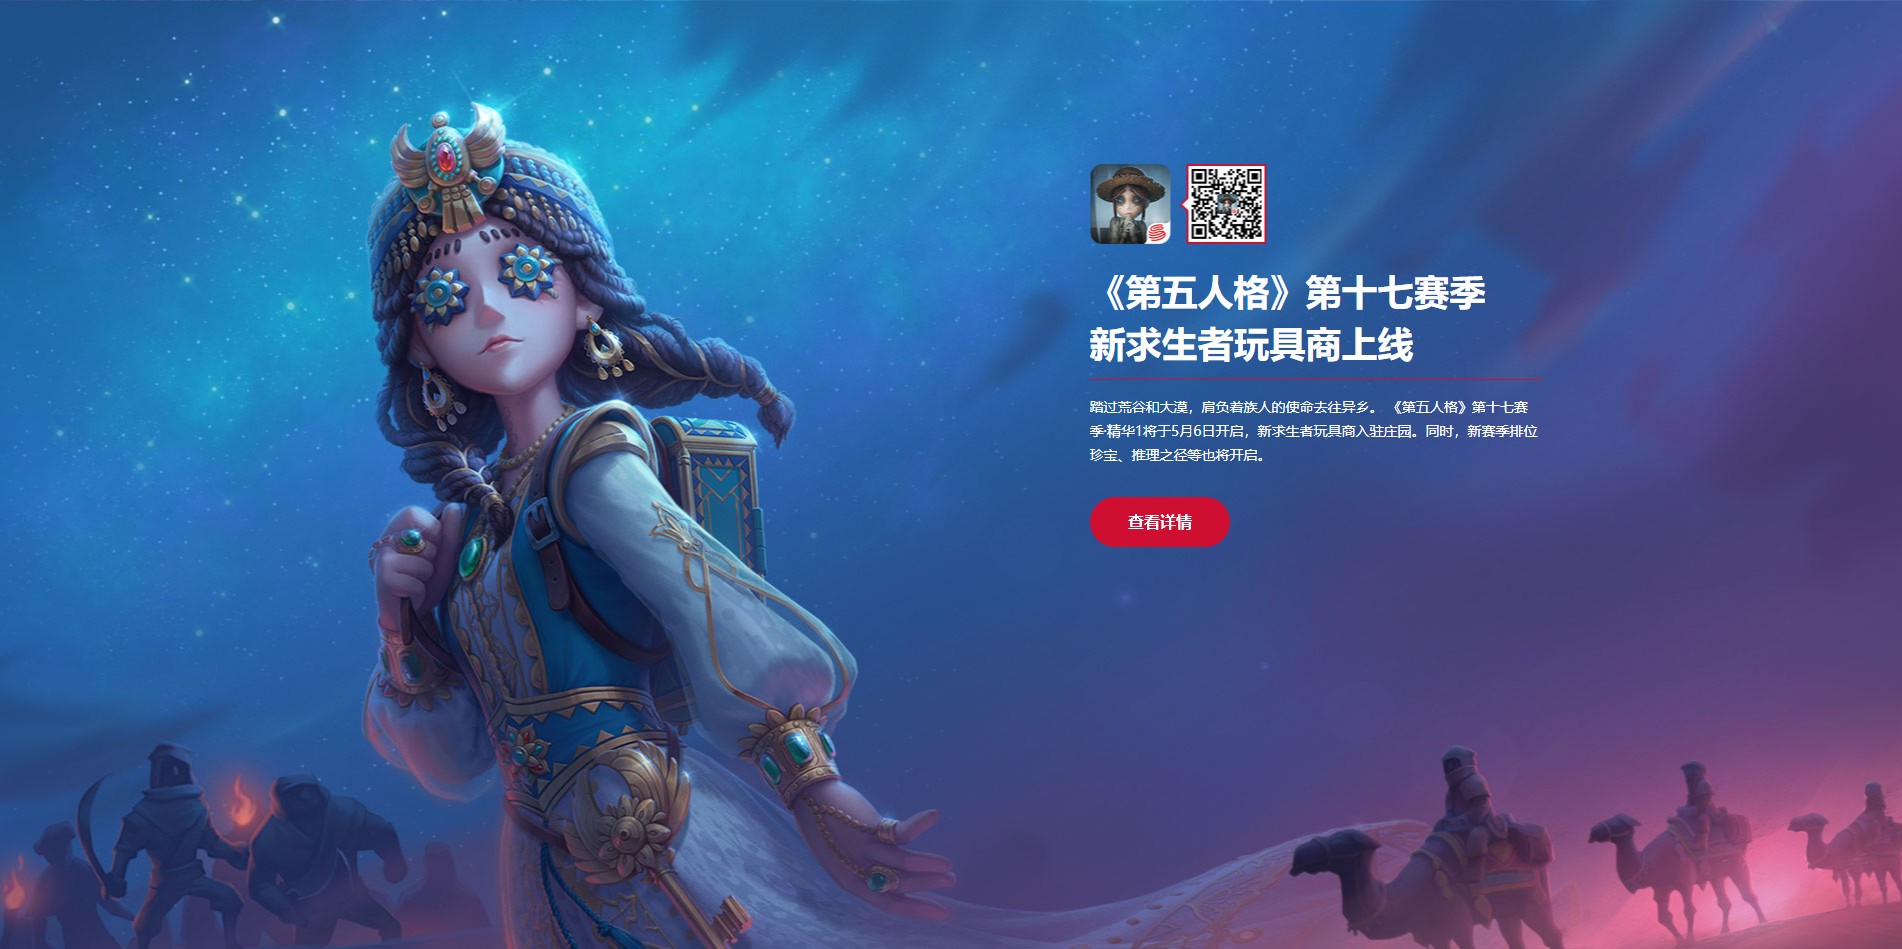 《第五人格》第十七赛季
新求生者玩具商上线
踏过荒谷和大漠，肩负着族人的使命去往异乡。 《第五人格》第十七赛
季·精华1将于5月6日开启，新求生者玩具商入驻庄园。同时，新赛季排位
珍宝、推理之径等也将开启。
查看详情